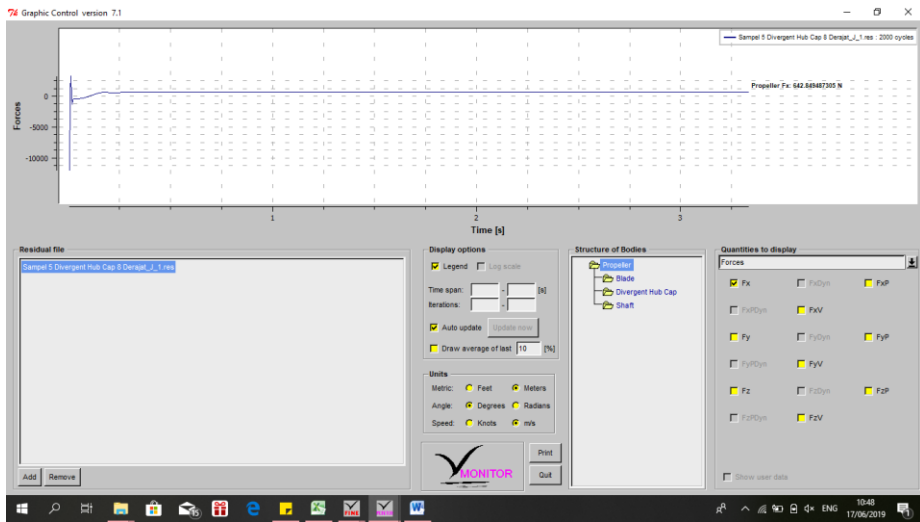 7% Graphic Control version 7.1
Sampel 5 Divergent Hub Cap 8 Derajat_J_1.res : 2000 cycles
Propeller Fx: 642.849487305 N
Forces
0
-5000
-10000
1
2
3
Time [s]
Residual file
Sampel 5 Divergent Hub Cap 8 Derajat_J_1.res
Add
Remove
Display options
Legend
Log scale
Time span:
-
[s]
Iterations:
-
Auto update
Update now
Draw average of last
10
[%]
Units
Metric:
Feet
Meters
Angle:
Degrees
Radians
Speed:
Knots
m/s
MONITOR
Print
Quit
Structure of Bodies
Propeller
Blade
Divergent Hub Cap
Shaft
Quantities to display
Forces
Fx
FxDyn
FxP
FxPDyn
FxV
Fy
FyDyn
FyP
FyPDyn
FyV
Fz
FzDyn
FzP
FzPDyn
FzV
Show user data
ENG
10:48
17/06/2019